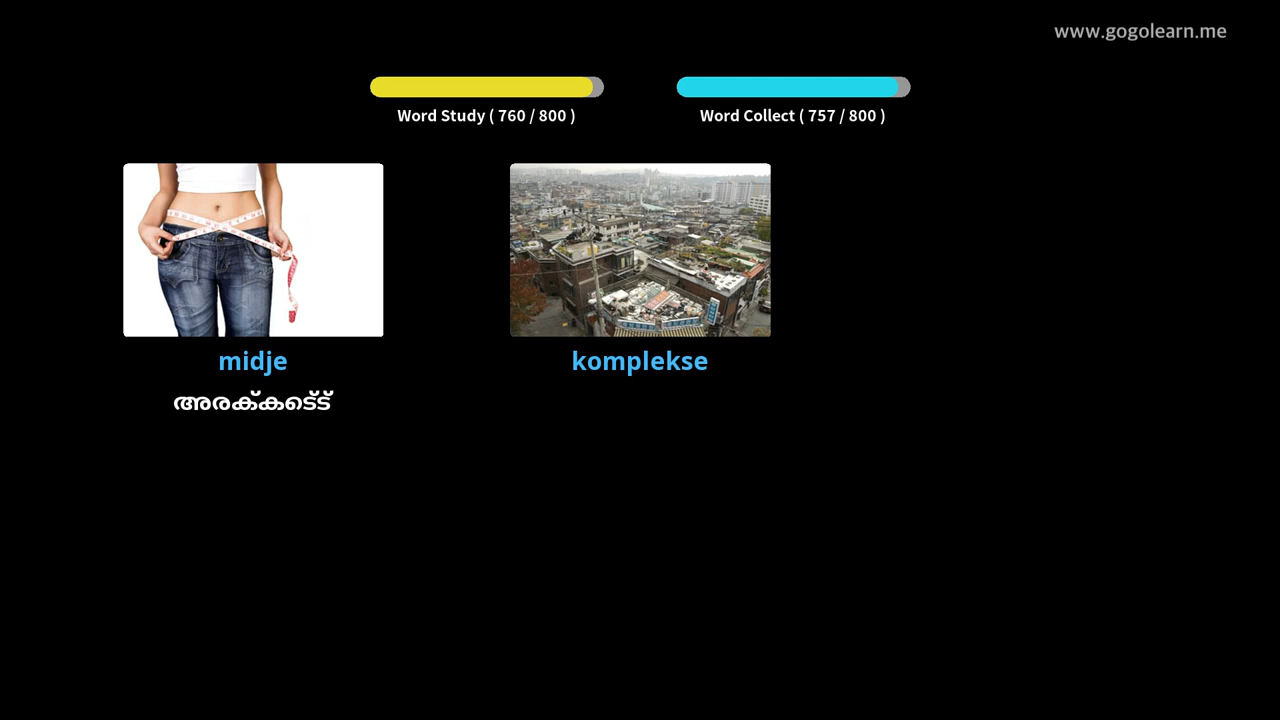 www.gogolearn.me
Word Study ( 760 / 800 )
Word Collect ( 757 / 800 )
midje
komplekse
അരക്കെട്ട്